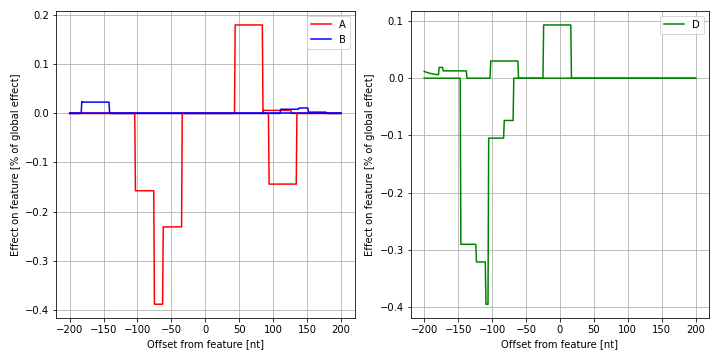 0.2
0.1
0.0
−0.1
−0.2
−0.3
−0.4
Effect on feature [% of global effect]
−200 −150 −100 −50 0 50 100 150 200
Offset from feature [nt]
A
B
0.1
0.0
−0.1
−0.2
−0.3
−0.4
Effect on feature [% of global effect]
−200 −150 −100 −50 0 50 100 150 200
Offset from feature [nt]
D